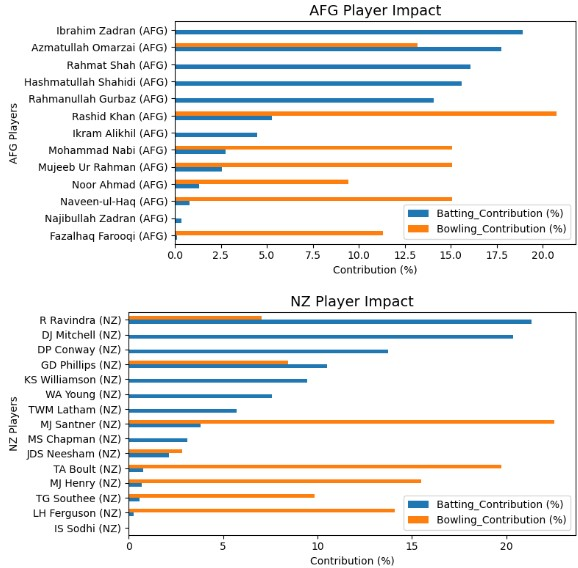 AFG Player Impact
AFG Players
Ibrahim Zadran (AFG)
Azmatullah Omarzai (AFG)
Rahmat Shah (AFG)
Hashmatullah Shahidi (AFG)
Rahmanullah Gurbaz (AFG)
Rashid Khan (AFG)
Ikram Alikhil (AFG)
Mohammad Nabi (AFG)
Mujeeb Ur Rahman (AFG)
Noor Ahmad (AFG)
Naveen-ul-Haq (AFG)
Najibullah Zadran (AFG)
Fazalhaq Farooqi (AFG)
Batting_Contribution (%)
Bowling_Contribution (%)
0.0 2.5 5.0 7.5 10.0 12.5 15.0 17.5 20.0
Contribution (%)
NZ Player Impact
NZ Players
R Ravindra (NZ)
DJ Mitchell (NZ)
DP Conway (NZ)
GD Phillips (NZ)
KS Williamson (NZ)
WA Young (NZ)
TWM Latham (NZ)
MJ Santner (NZ)
MS Chapman (NZ)
JDS Neesham (NZ)
TA Boult (NZ)
MJ Henry (NZ)
TG Southee (NZ)
LH Ferguson (NZ)
IS Sodhi (NZ)
Batting_Contribution (%)
Bowling_Contribution (%)
0 5 10 15 20
Contribution (%)